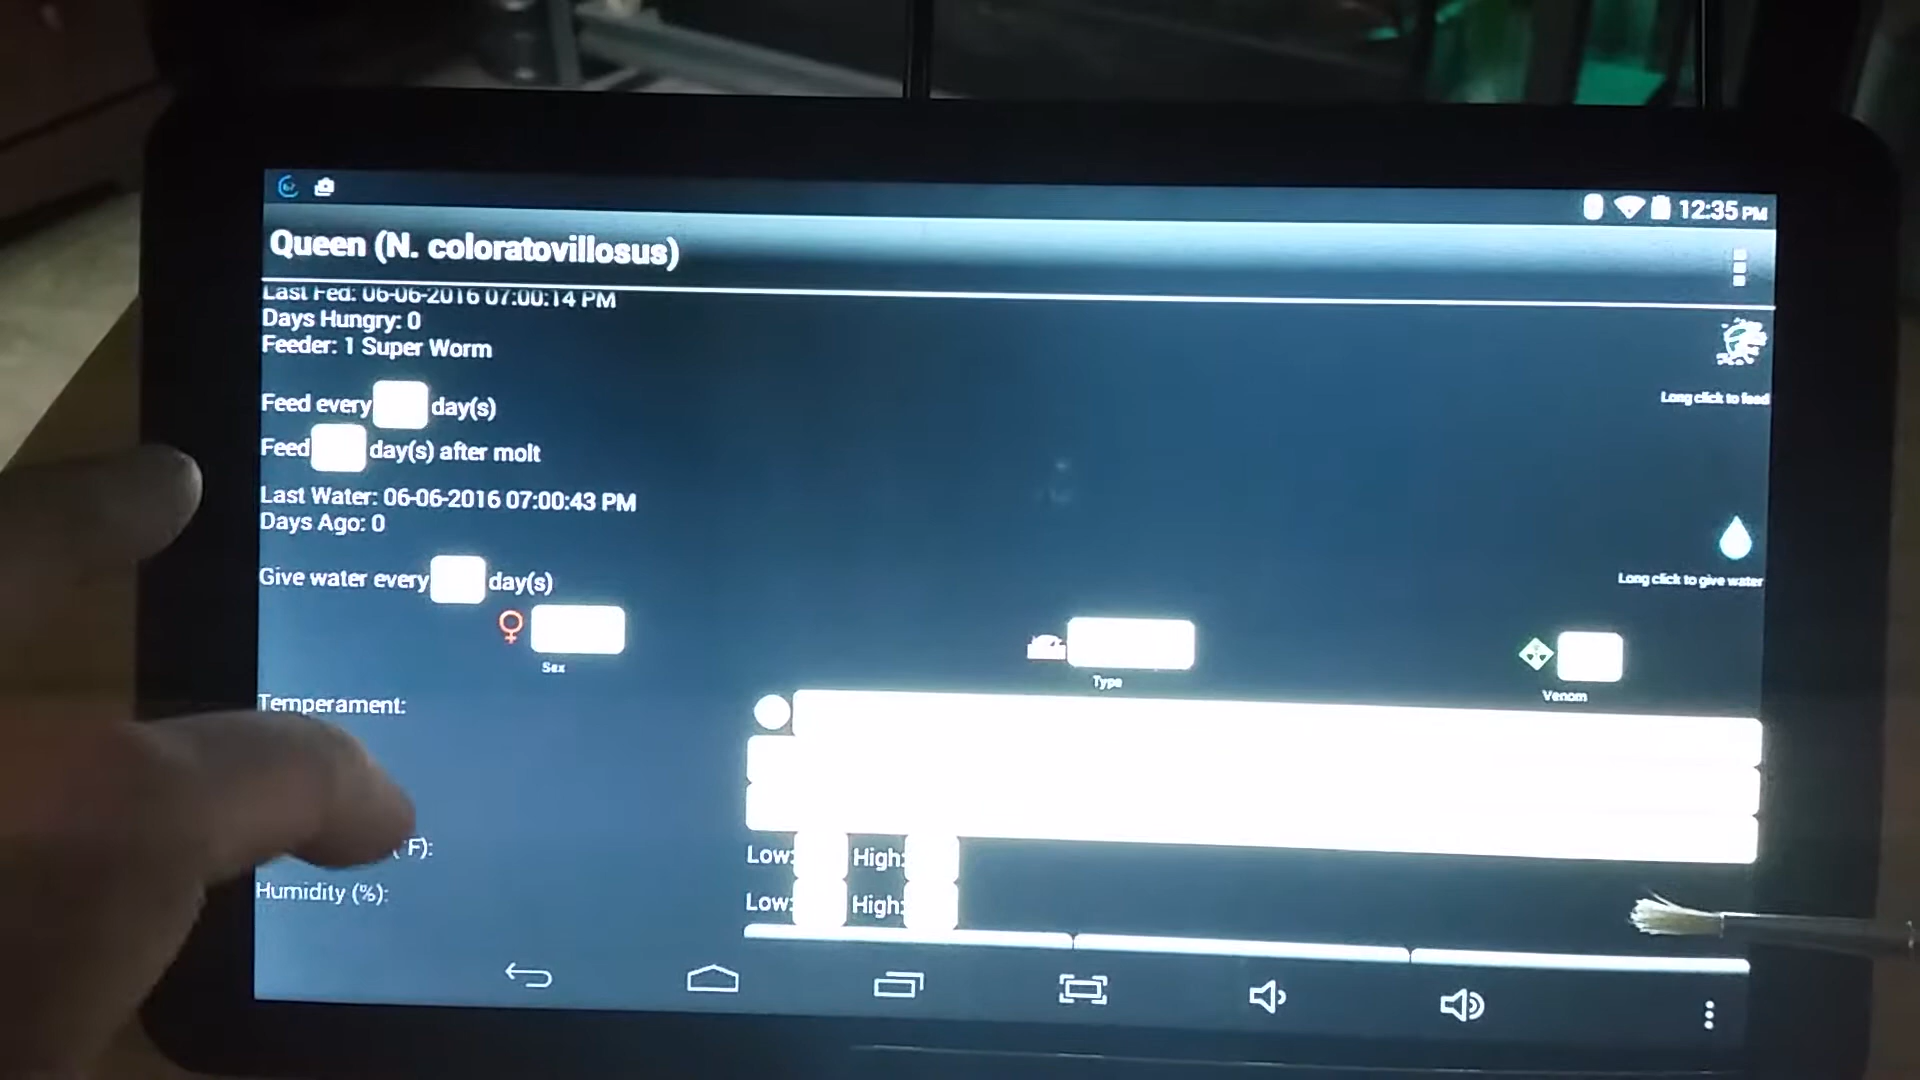 12:35 PM
Queen (N. coloratovillosus)
Last Fed: 06-06-2016 07:00:14 PM
Days Hungry: 0
Feeder: 1 Super Worm
Long click to feed
Feed every day(s)
Feed day(s) after molt
Last Water: 06-06-2016 07:00:43 PM
Days Ago: 0
Long click to give water
Give water every day(s)
Sex
Type
Venom
Temperament:
F): Low: High:
Humidity (%): Low: High: